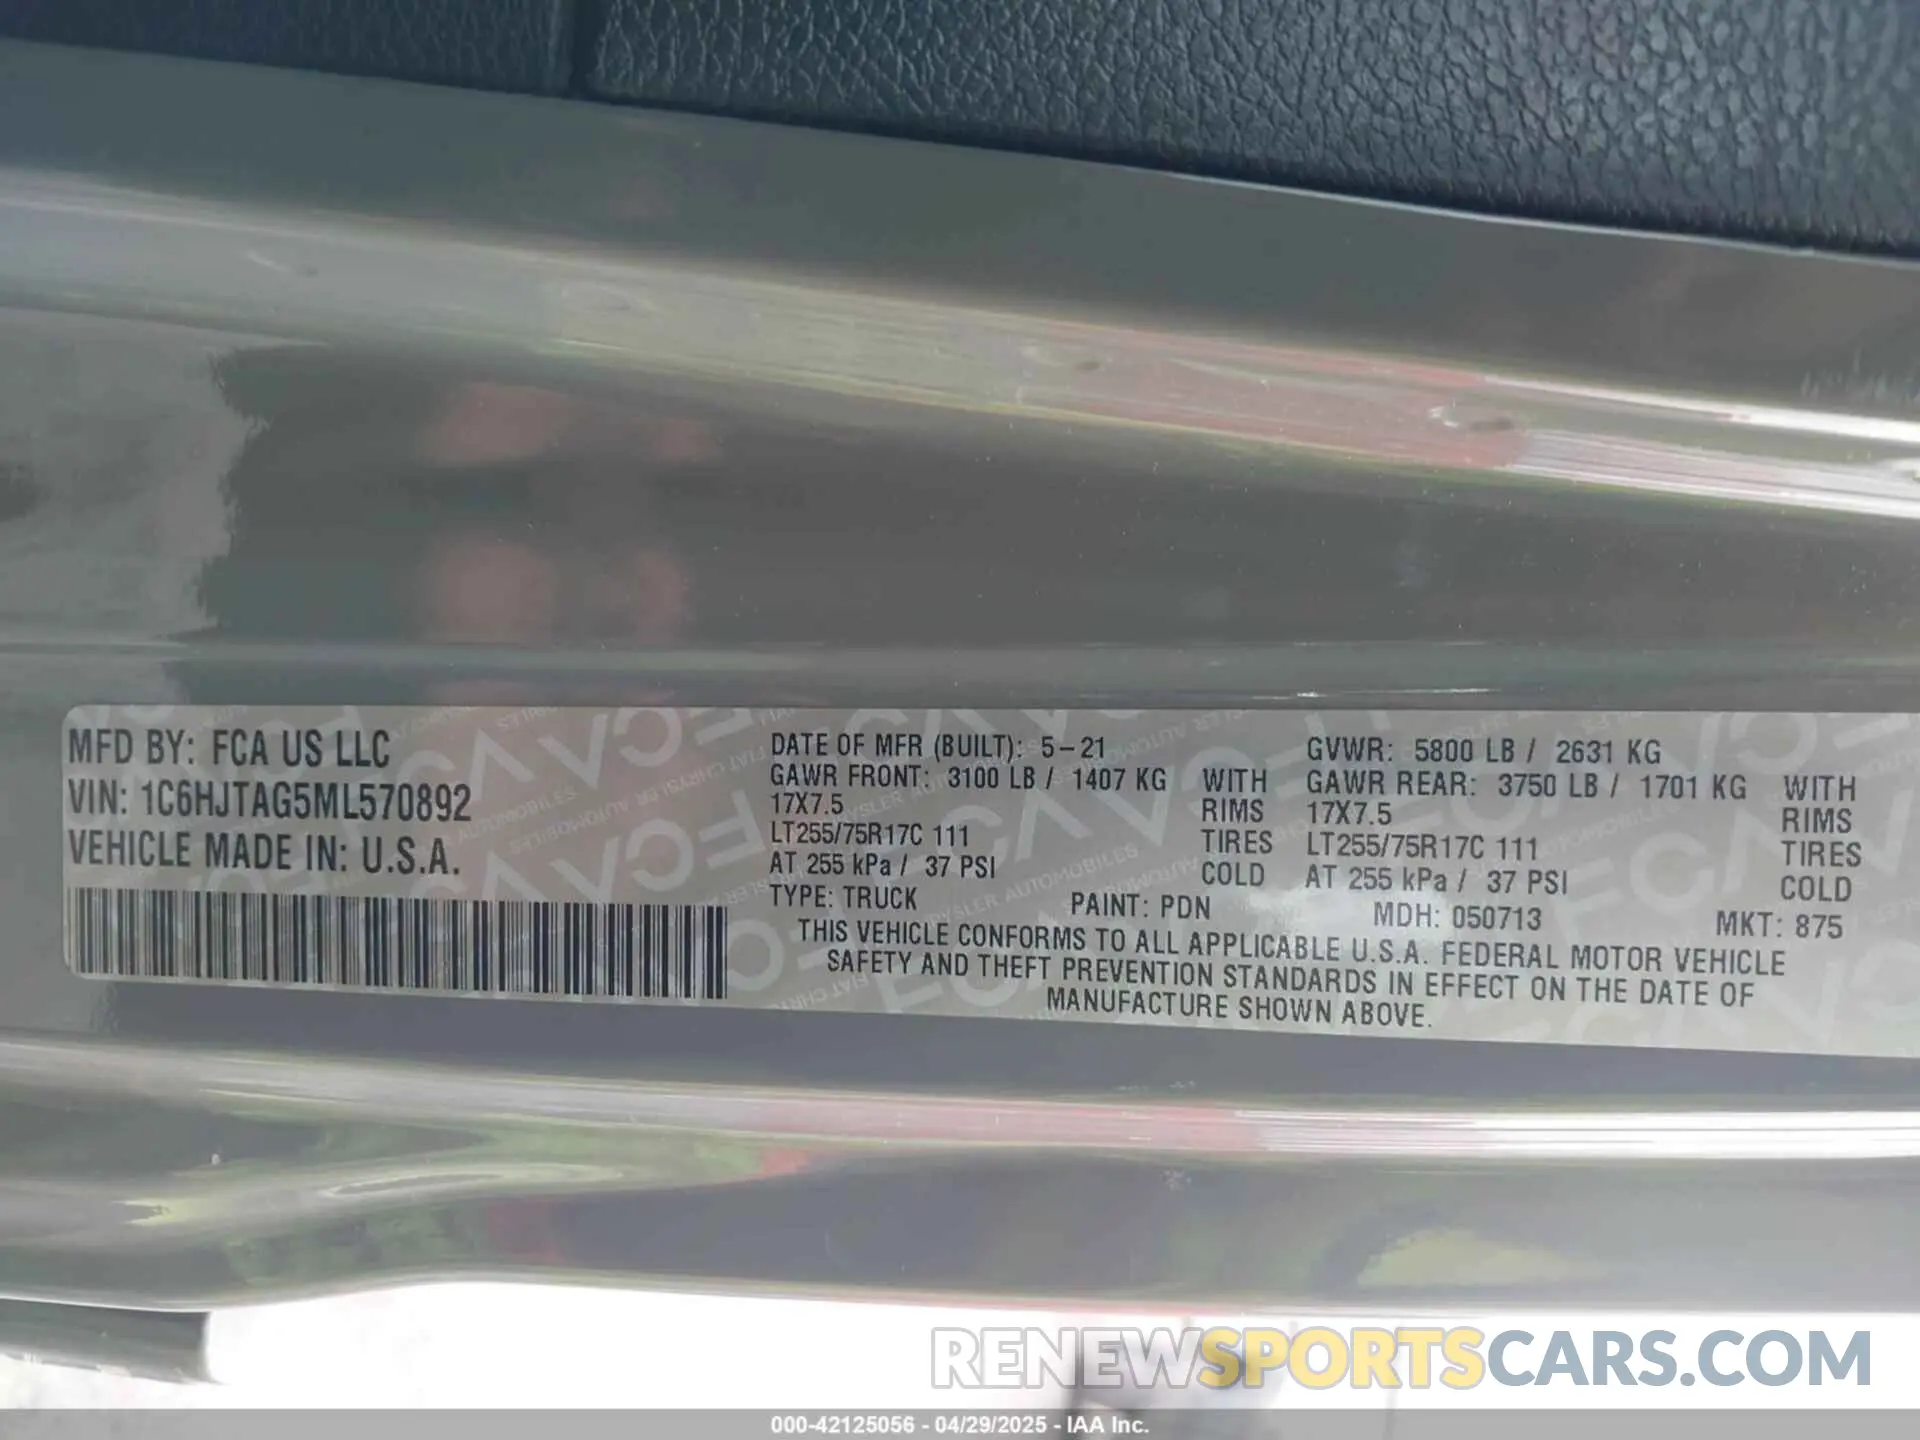 MFD BY: FCA US LLC
VIN: 1C6HJTAG5ML570892
VEHICLE MADE IN: U.S.A.
DATE OF MFR (BUILT): 5-21
GAWR FRONT: 3100 LB / 1407 KG WITH
17X7.5 RIMS
LT255/75R17C 111 TIRES
AT 255 kPa / 37 PSI COLD
GVWR: 5800 LB / 2631 KG
GAWR REAR: 3750 LB / 1701 KG WITH
17X7.5 RIMS
LT255/75R17C 111 TIRES
AT 255 kPa / 37 PSI COLD
TYPE: TRUCK PAINT: PDN MDH: 050713 MKT: 875
THIS VEHICLE CONFORMS TO ALL APPLICABLE U.S.A. FEDERAL MOTOR VEHICLE
SAFETY AND THEFT PREVENTION STANDARDS IN EFFECT ON THE DATE OF
MANUFACTURE SHOWN ABOVE.
RENEWSPORTSCARS.COM
000-42125056 - 04/29/2025 - IAA Inc.